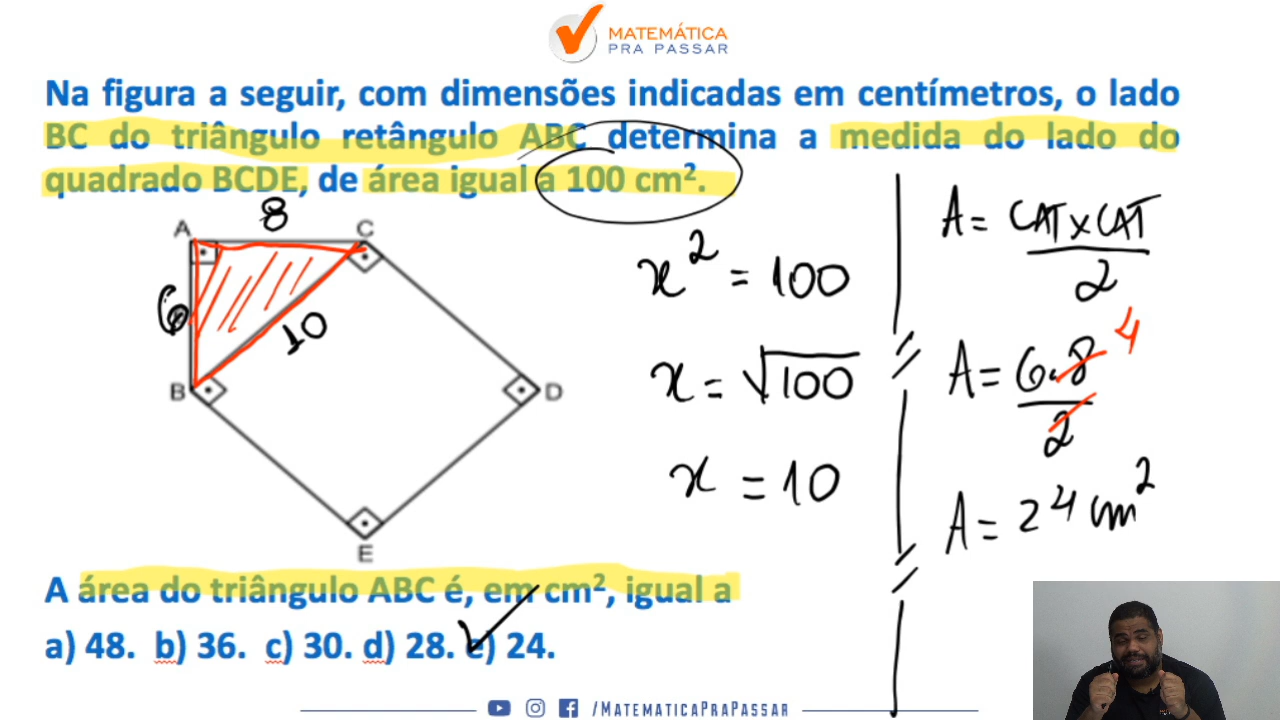 MATEMÁTICA
PRA PASSAR
Na figura a seguir, com dimensões indicadas em centímetros, o lado
BC do triângulo retângulo ABC determina a medida do lado do
quadrado BCDE, de área igual a 100 cm².
A 8 C
6
10
B D
E
x² = 100
x = √100
x = 10
A = CAT x CAT
2
A = 6.8 4
2
A = 24 cm²
A área do triângulo ABC é, em cm², igual a
a) 48. b) 36. c) 30. d) 28. e) 24.
/MATEMATICAPRAPASSAR